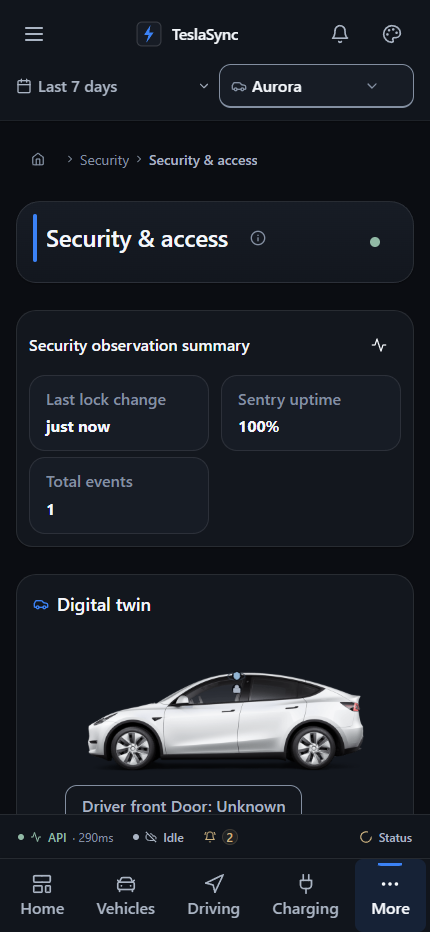 TeslaSync
Last 7 days
Aurora
Security
Security & access
Security & access
Security observation summary
Last lock change
just now
Sentry uptime
100%
Total events
1
Digital twin
Driver front Door: Unknown
API · 290ms
Idle
2
Status
Home
Vehicles
Driving
Charging
More